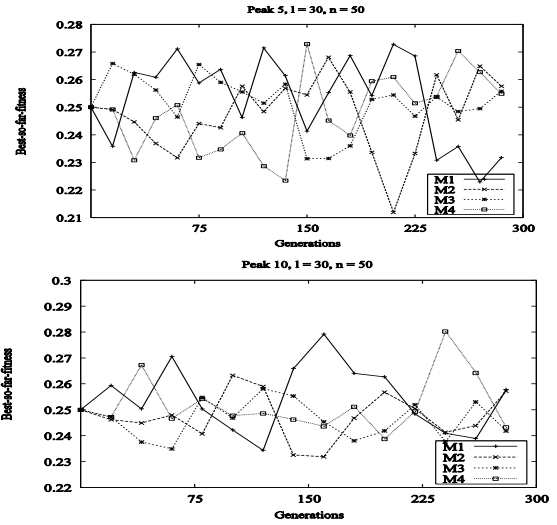 Peak 5, l = 30, n = 50
0.28
0.27
0.26
0.25
0.24
0.23
0.22
0.21
Best-so-far-fitness
M1
M2
M3
M4
75
150
225
300
Generations
Peak 10, l = 30, n = 50
0.3
0.29
0.28
0.27
0.26
0.25
0.24
0.23
0.22
Best-so-far-fitness
M1
M2
M3
M4
75
150
225
300
Generations